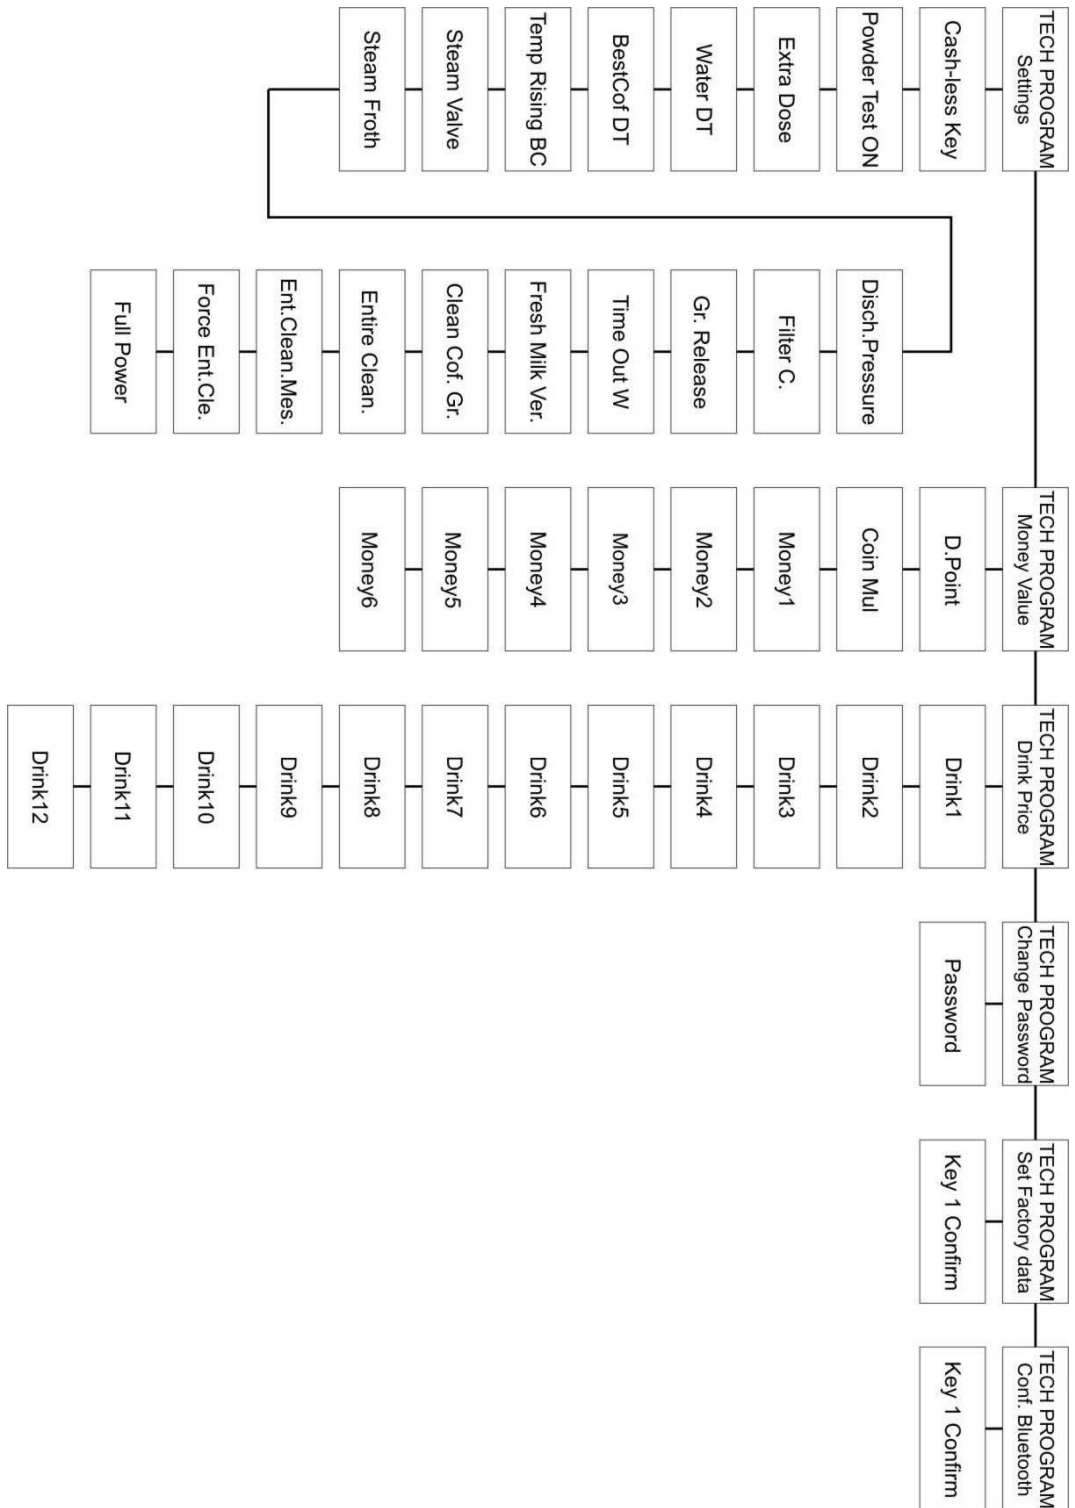 TECH PROGRAM
Settings
Cash-less Key
Powder Test ON
Extra Dose
Water DT
BestCof DT
Temp Rising BC
Steam Valve
Steam Froth
Disch.Pressure
Filter C.
Gr. Release
Time Out W
Fresh Milk Ver.
Clean Cof. Gr.
Entire Clean.
Ent.Clean.Mes.
Force Ent.Cle.
Full Power
TECH PROGRAM
Money Value
D.Point
Coin Mul
Money1
Money2
Money3
Money4
Money5
Money6
TECH PROGRAM
Drink Price
Drink1
Drink2
Drink3
Drink4
Drink5
Drink6
Drink7
Drink8
Drink9
Drink10
Drink11
Drink12
TECH PROGRAM
Change Password
Password
TECH PROGRAM
Set Factory data
Key 1 Confirm
TECH PROGRAM
Conf. Bluetooth
Key 1 Confirm